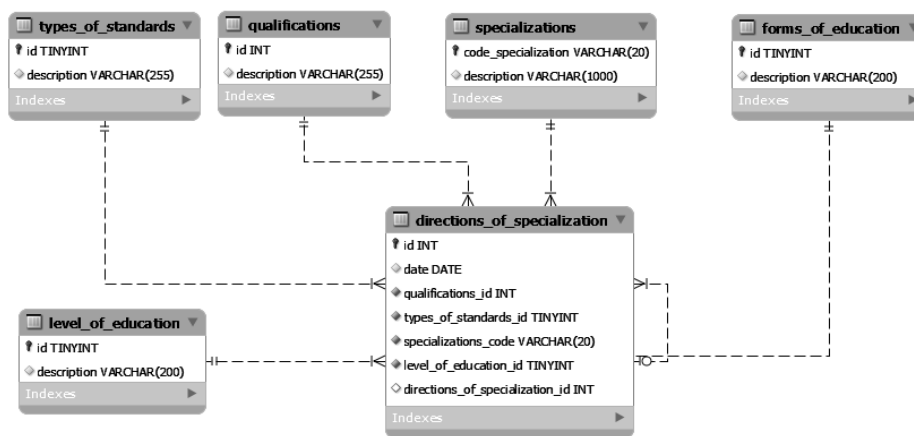 types_of_standards
id TINYINT
description VARCHAR(255)
Indexes
qualifications
id INT
description VARCHAR(255)
Indexes
specializations
code_specialization VARCHAR(20)
description VARCHAR(1000)
Indexes
forms_of_education
id TINYINT
description VARCHAR(200)
Indexes
directions_of_specialization
id INT
date DATE
qualifications_id INT
types_of_standards_id TINYINT
specializations_code VARCHAR(20)
level_of_education_id TINYINT
directions_of_specialization_id INT
Indexes
level_of_education
id TINYINT
description VARCHAR(200)
Indexes